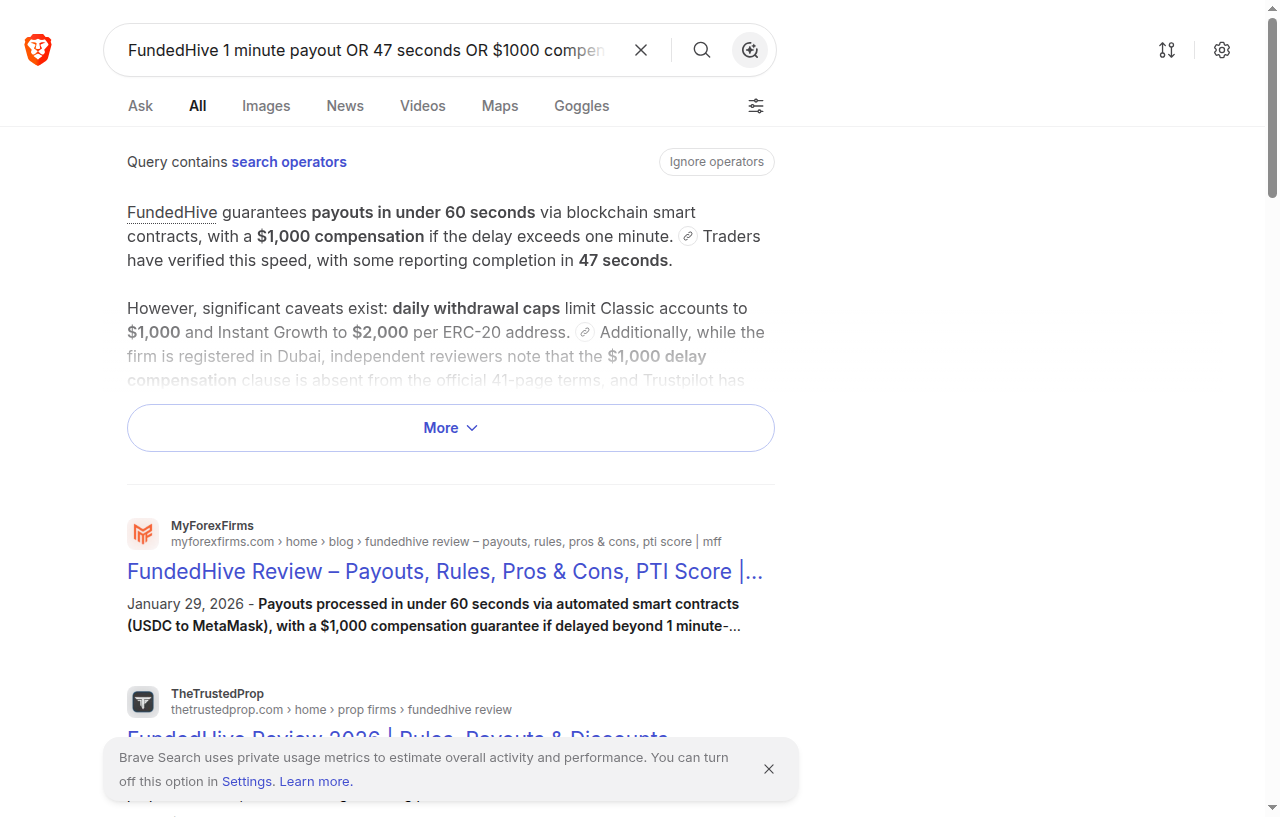 FundedHive 1 minute payout OR 47 seconds OR $1000 compen
Ask All Images News Videos Maps Goggles
Query contains search operators
Ignore operators
FundedHive guarantees payouts in under 60 seconds via blockchain smart
contracts, with a $1,000 compensation if the delay exceeds one minute. Traders
have verified this speed, with some reporting completion in 47 seconds.
However, significant caveats exist: daily withdrawal caps limit Classic accounts to
$1,000 and Instant Growth to $2,000 per ERC-20 address. Additionally, while the
firm is registered in Dubai, independent reviewers note that the $1,000 delay
compensation clause is absent from the official 41-page terms, and Trustpilot has
More
MyForexFirms
myforexfirms.com › home › blog › fundedhive review – payouts, rules, pros & cons, pti score | mff
FundedHive Review – Payouts, Rules, Pros & Cons, PTI Score |...
January 29, 2026 - Payouts processed in under 60 seconds via automated smart contracts
(USDC to MetaMask), with a $1,000 compensation guarantee if delayed beyond 1 minute-...
TheTrustedProp
thetrustedprop.com › home › prop firms › fundedhive review
FundedHive Review 2026 | Rules, Payouts & Discounts
Brave Search uses private usage metrics to estimate overall activity and performance. You can turn
off this option in Settings. Learn more.